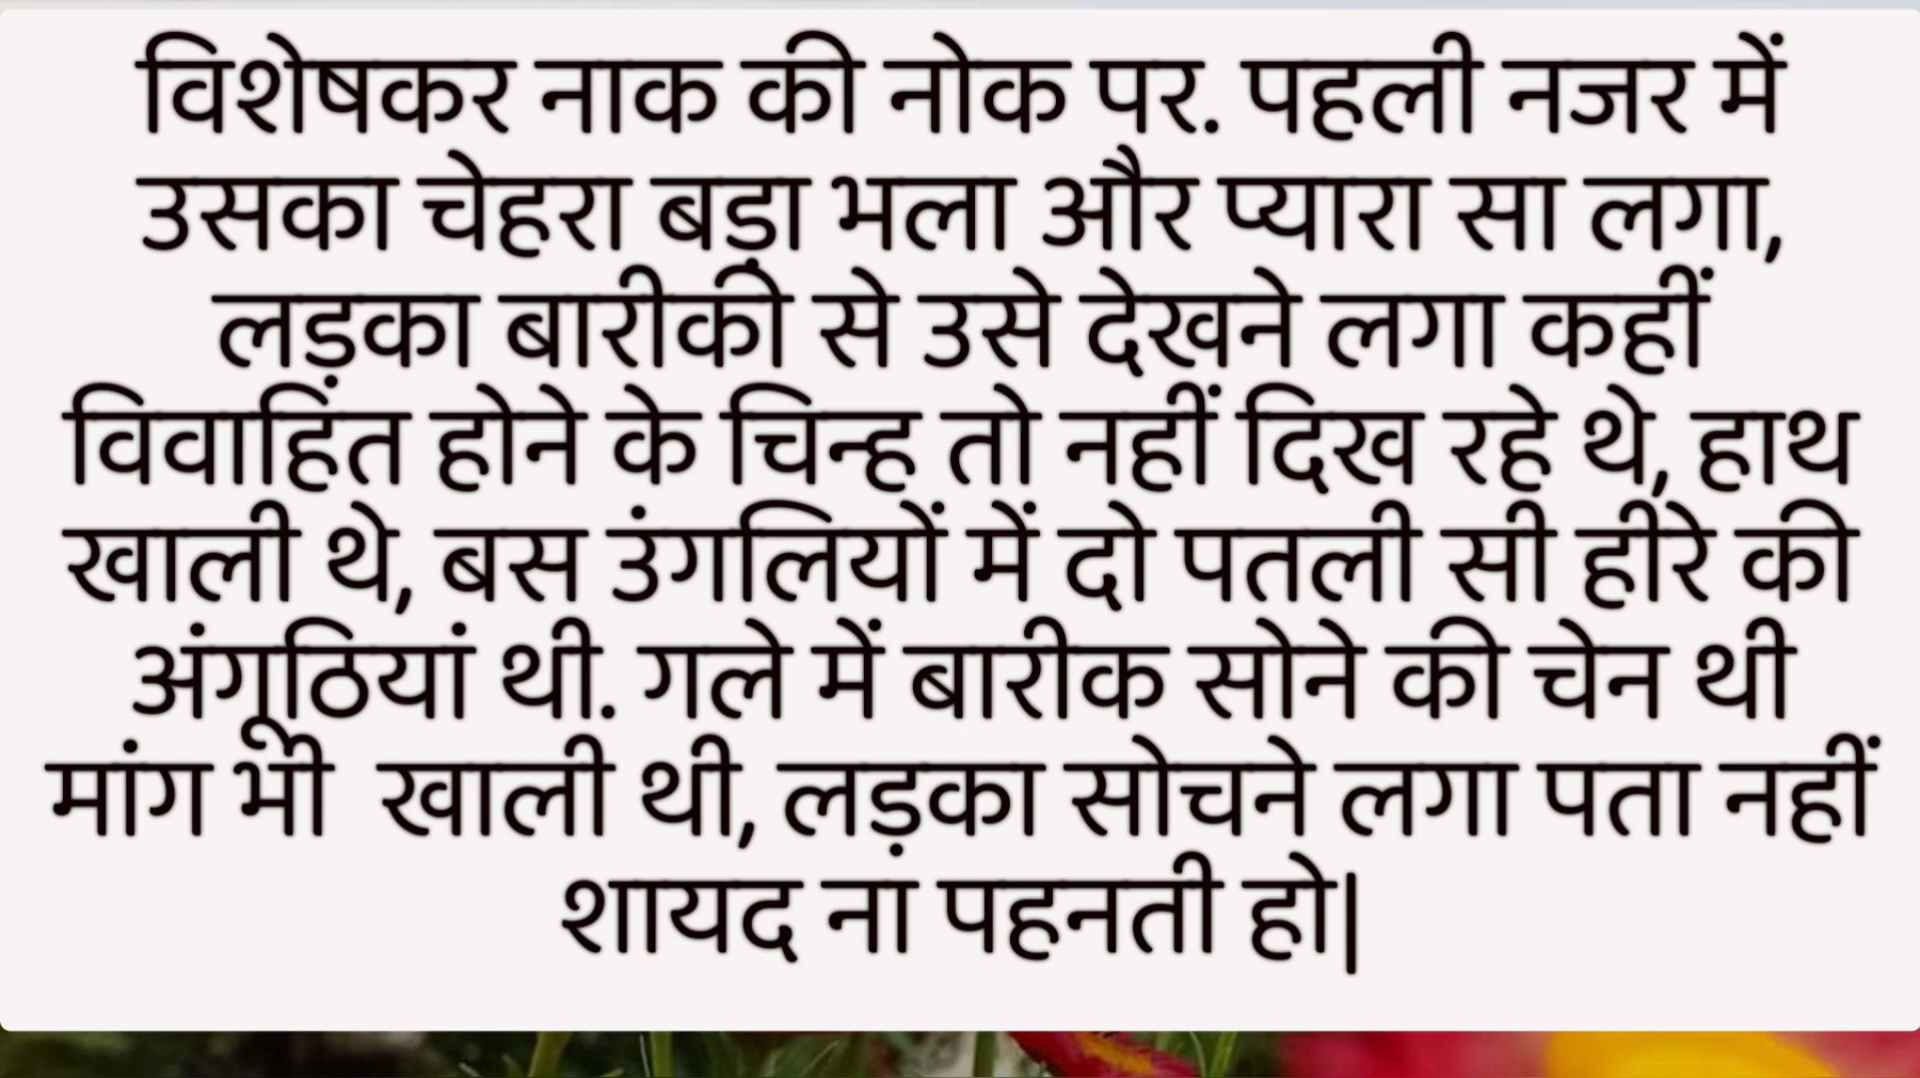 विशेषकर नाक की नोक पर. पहली नजर में
उसका चेहरा बड़ा भला और प्यारा सा लगा,
लड़का बारीकी से उसे देखने लगा कहीं
विवाहित होने के चिन्ह तो नहीं दिख रहे थे, हाथ
खाली थे, बस उंगलियों में दो पतली सी हीरे की
अंगूठियां थी. गले में बारीक सोने की चेन थी
मांग भी खाली थी, लड़का सोचने लगा पता नहीं
शायद ना पहनती हो|